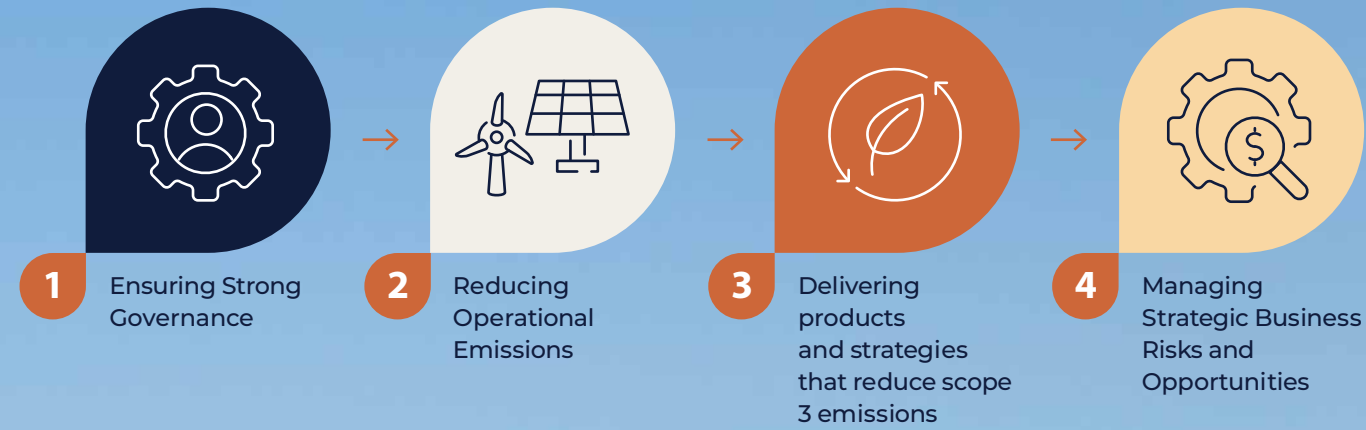 $
1
Ensuring Strong
Governance
2
Reducing
Operational
Emissions
3
Delivering
products
and strategies
that reduce scope
3 emissions
4
Managing
Strategic Business
Risks and
Opportunities